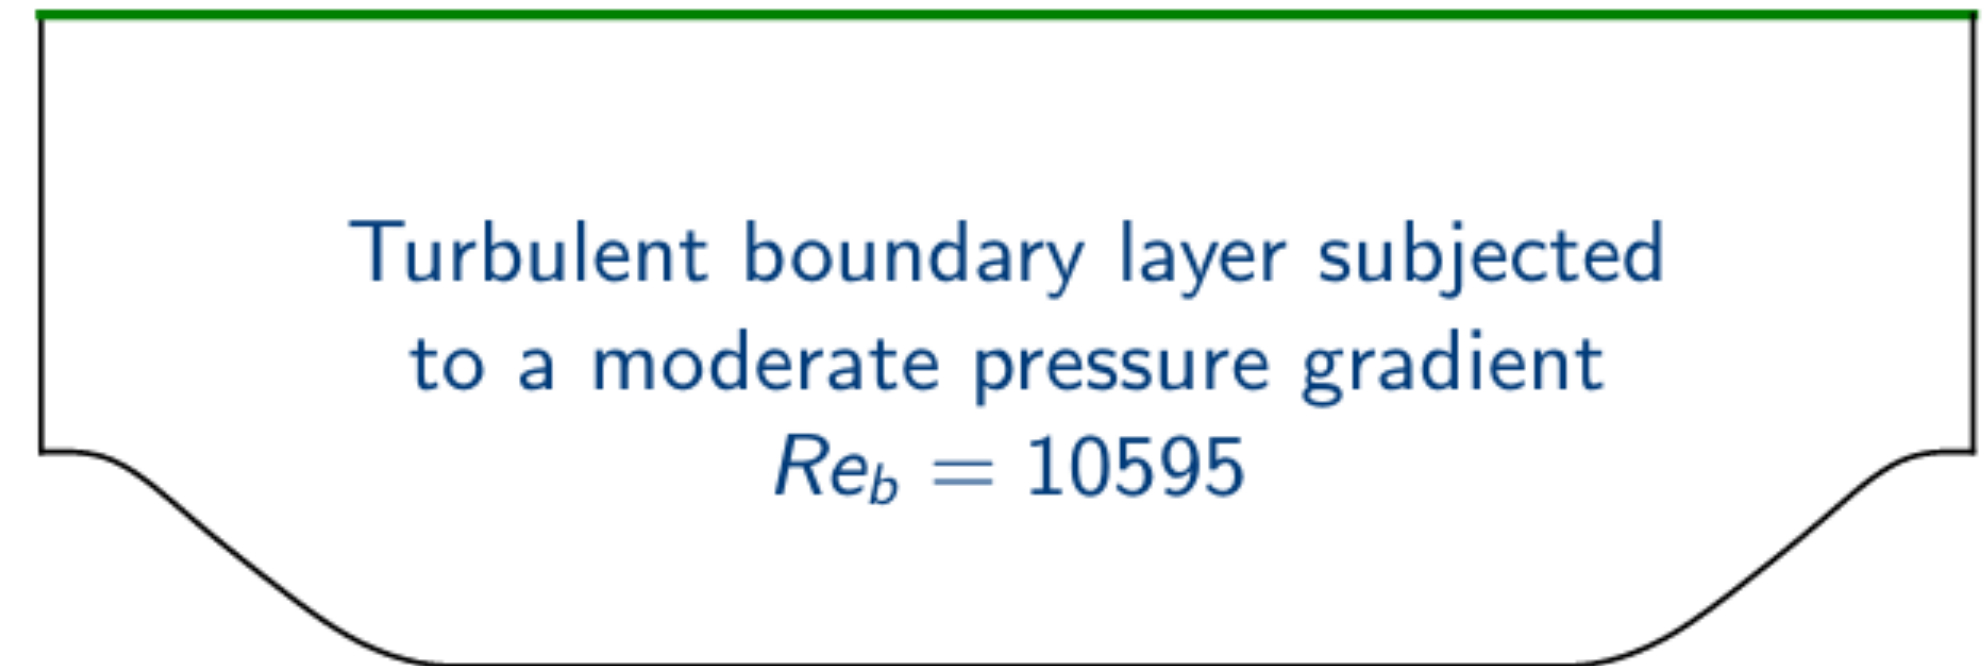 Turbulent boundary layer subjected
to a moderate pressure gradient
Re_b = 10595